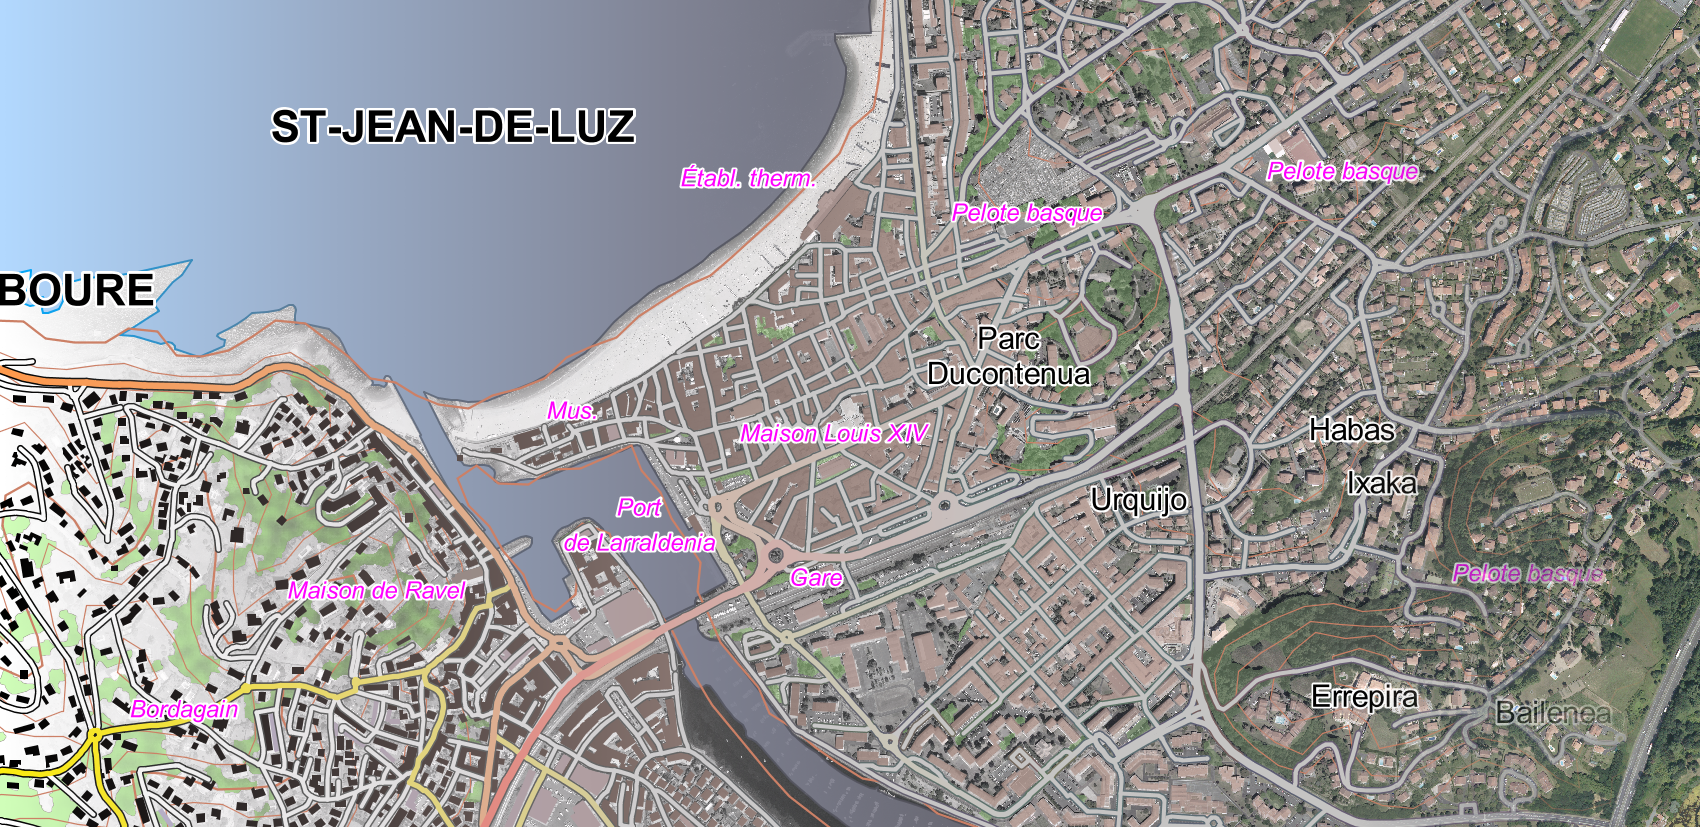 ST-JEAN-DE-LUZ
Établ. therm.
Pelote basque
Pelote basque
BOURE
Parc
Ducontenua
Mus.
Maison Louis XIV
Habas
Ixaka
Urquijo
Port
de Larraldenia
Gare
Pelote basque
Maison de Ravel
Bordagain
Errepira
Bailenea